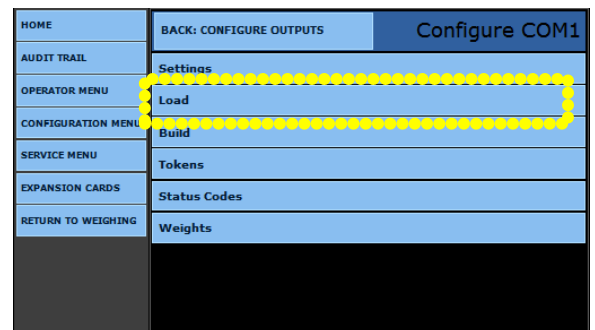 HOME
AUDIT TRAIL
OPERATOR MENU
CONFIGURATION MENU
SERVICE MENU
EXPANSION CARDS
RETURN TO WEIGHING
BACK: CONFIGURE OUTPUTS
Configure COM1
Settings
Load
Build
Tokens
Status Codes
Weights